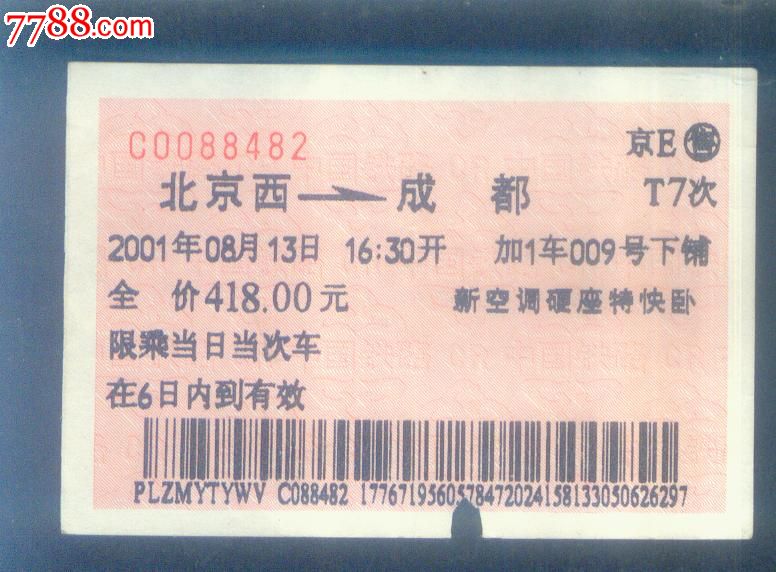 7788.com
C0088482
京E 售
北京西 成都
T7次
2001年08月13日 16:30开 加1车009号下铺
全 价418.00元 新空调硬座特快卧
限乘当日当次车
在6日内到有效
PLZMYTYWV C088482 17767195605784720241581330506​26297